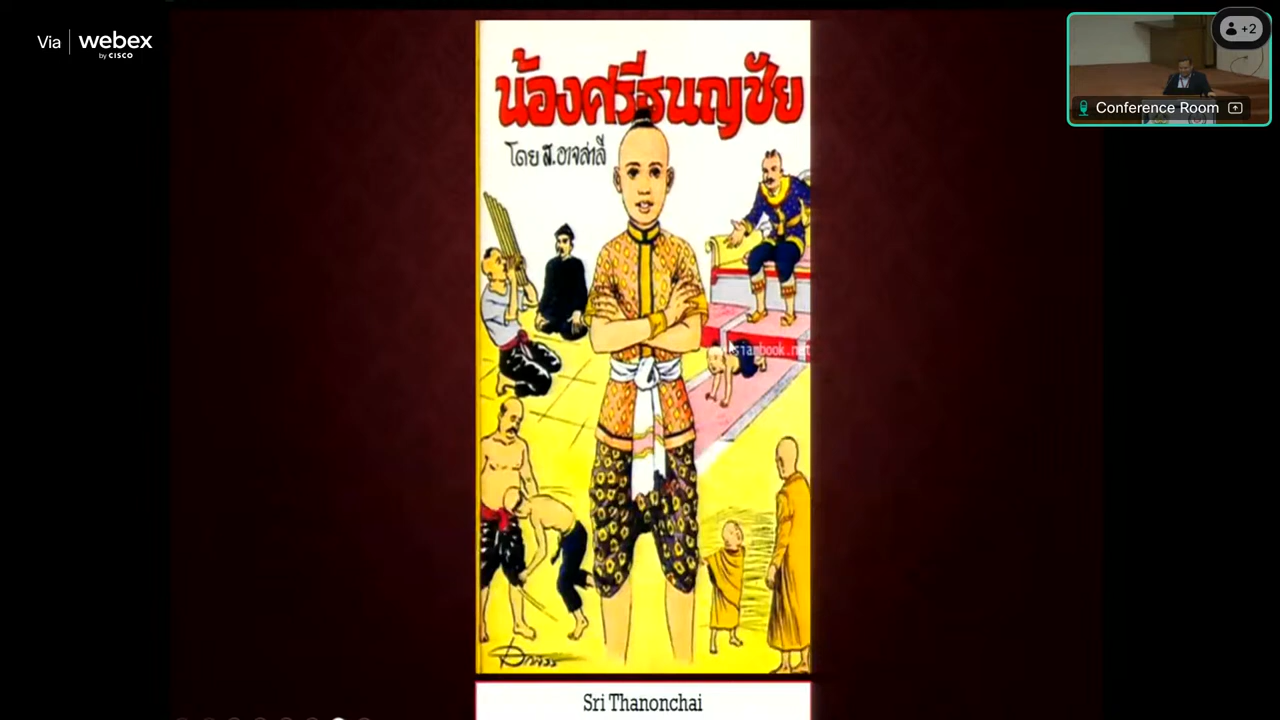 Via webex
by CISCO
+2
Conference Room
น้องศรีธนญชัย
โดย ส.อาจสาลี
Sri Thanonchai